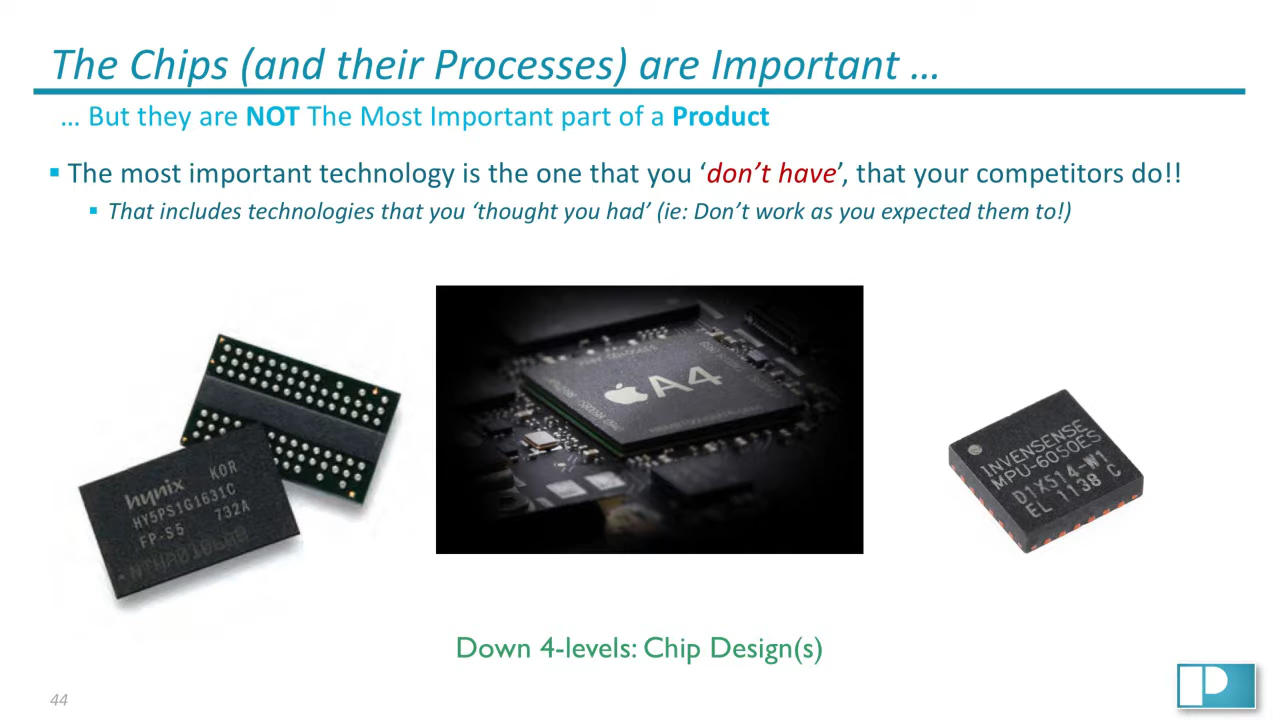 The Chips (and their Processes) are Important …
… But they are NOT The Most Important part of a Product
The most important technology is the one that you ‘don’t have’, that your competitors do!!
That includes technologies that you ‘thought you had’ (ie: Don’t work as you expected them to!)
hynix KOR
HY5PS1G1631C
FP-S5 732A
A4
INVENSENSE
MPU-6050ES
D1X514-W1
EL 1138 C
Down 4-levels: Chip Design(s)
44
P